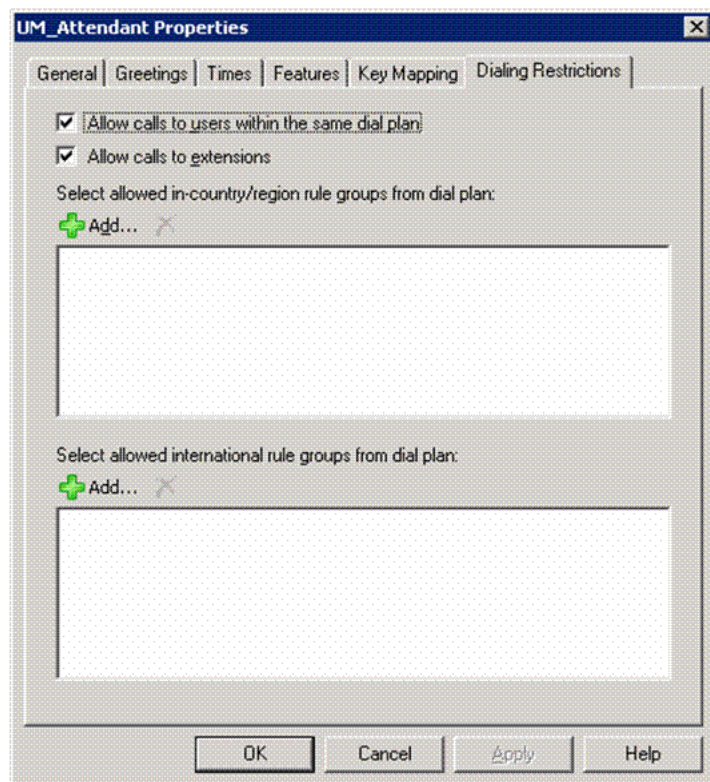 UM_Attendant Properties
General Greetings Times Features Key Mapping Dialing Restrictions
Allow calls to users within the same dial plan
Allow calls to extensions
Select allowed in-country/region rule groups from dial plan:
Add...
Select allowed international rule groups from dial plan:
Add...
OK Cancel Apply Help